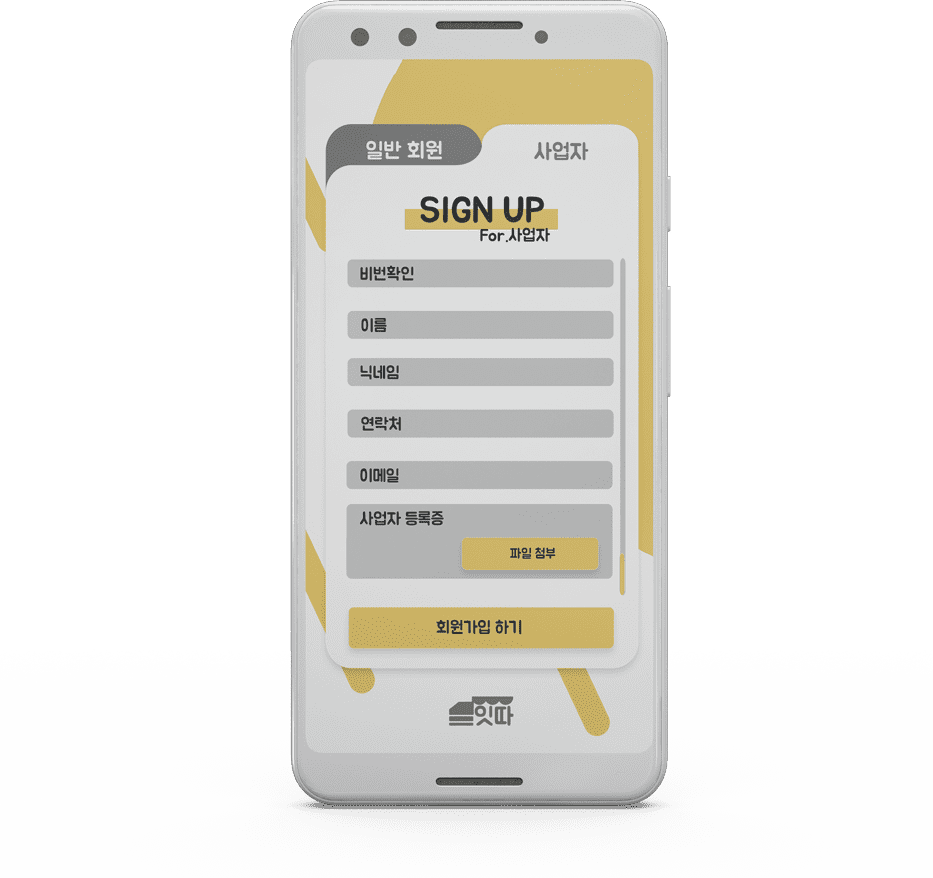 일반 회원
사업자
SIGN UP
For.사업자
비번확인
이름
닉네임
연락처
이메일
사업자 등록증
파일 첨부
회원가입 하기
잇따